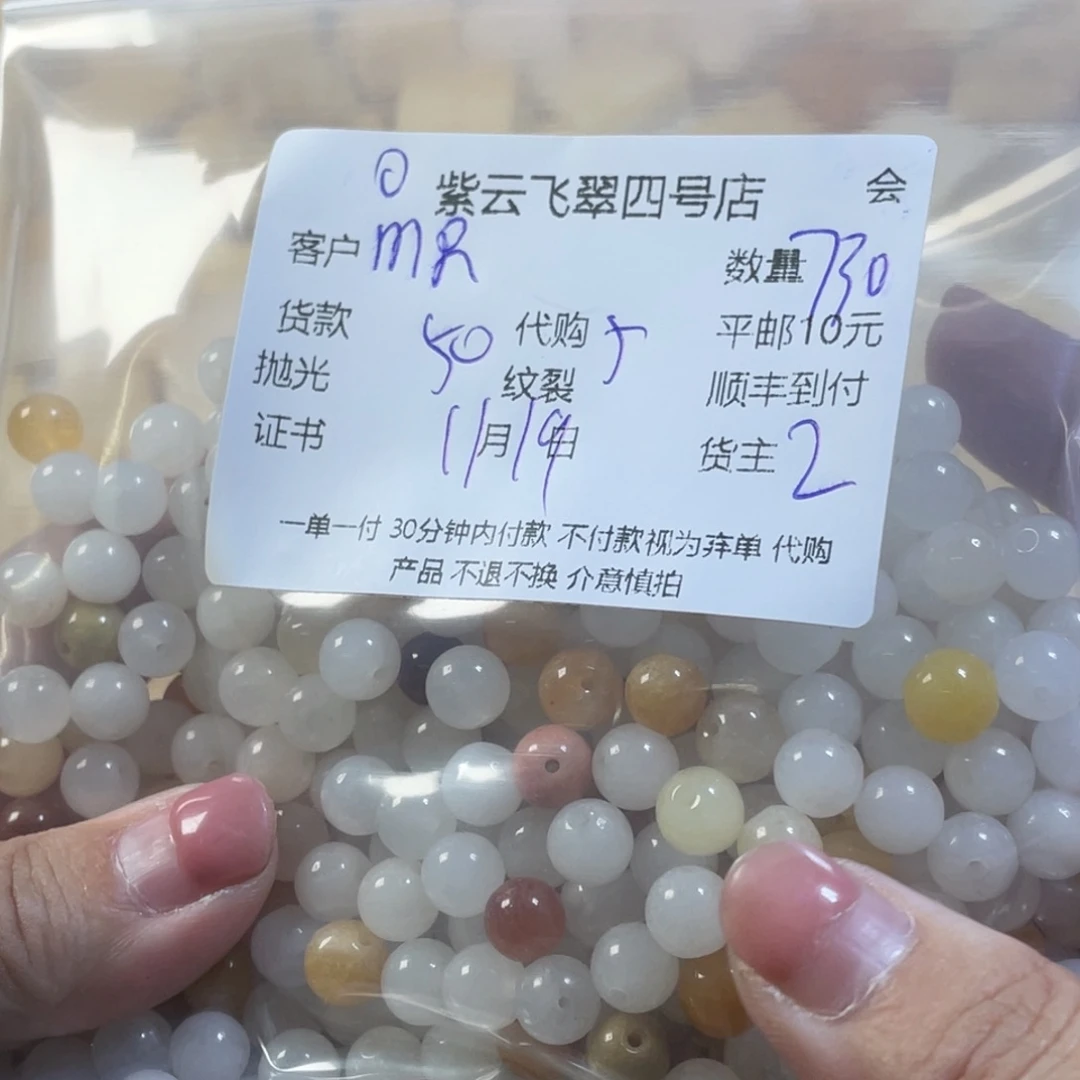 紫云飞翠四号店 会
客户 MR 数量 730
货款 50 代购 5 平邮10元
抛光 纹裂 顺丰到付
证书 11月19日 货主 2
一单一付 30分钟内付款 不付款视为弃单 代购
产品 不退不换 介意慎拍